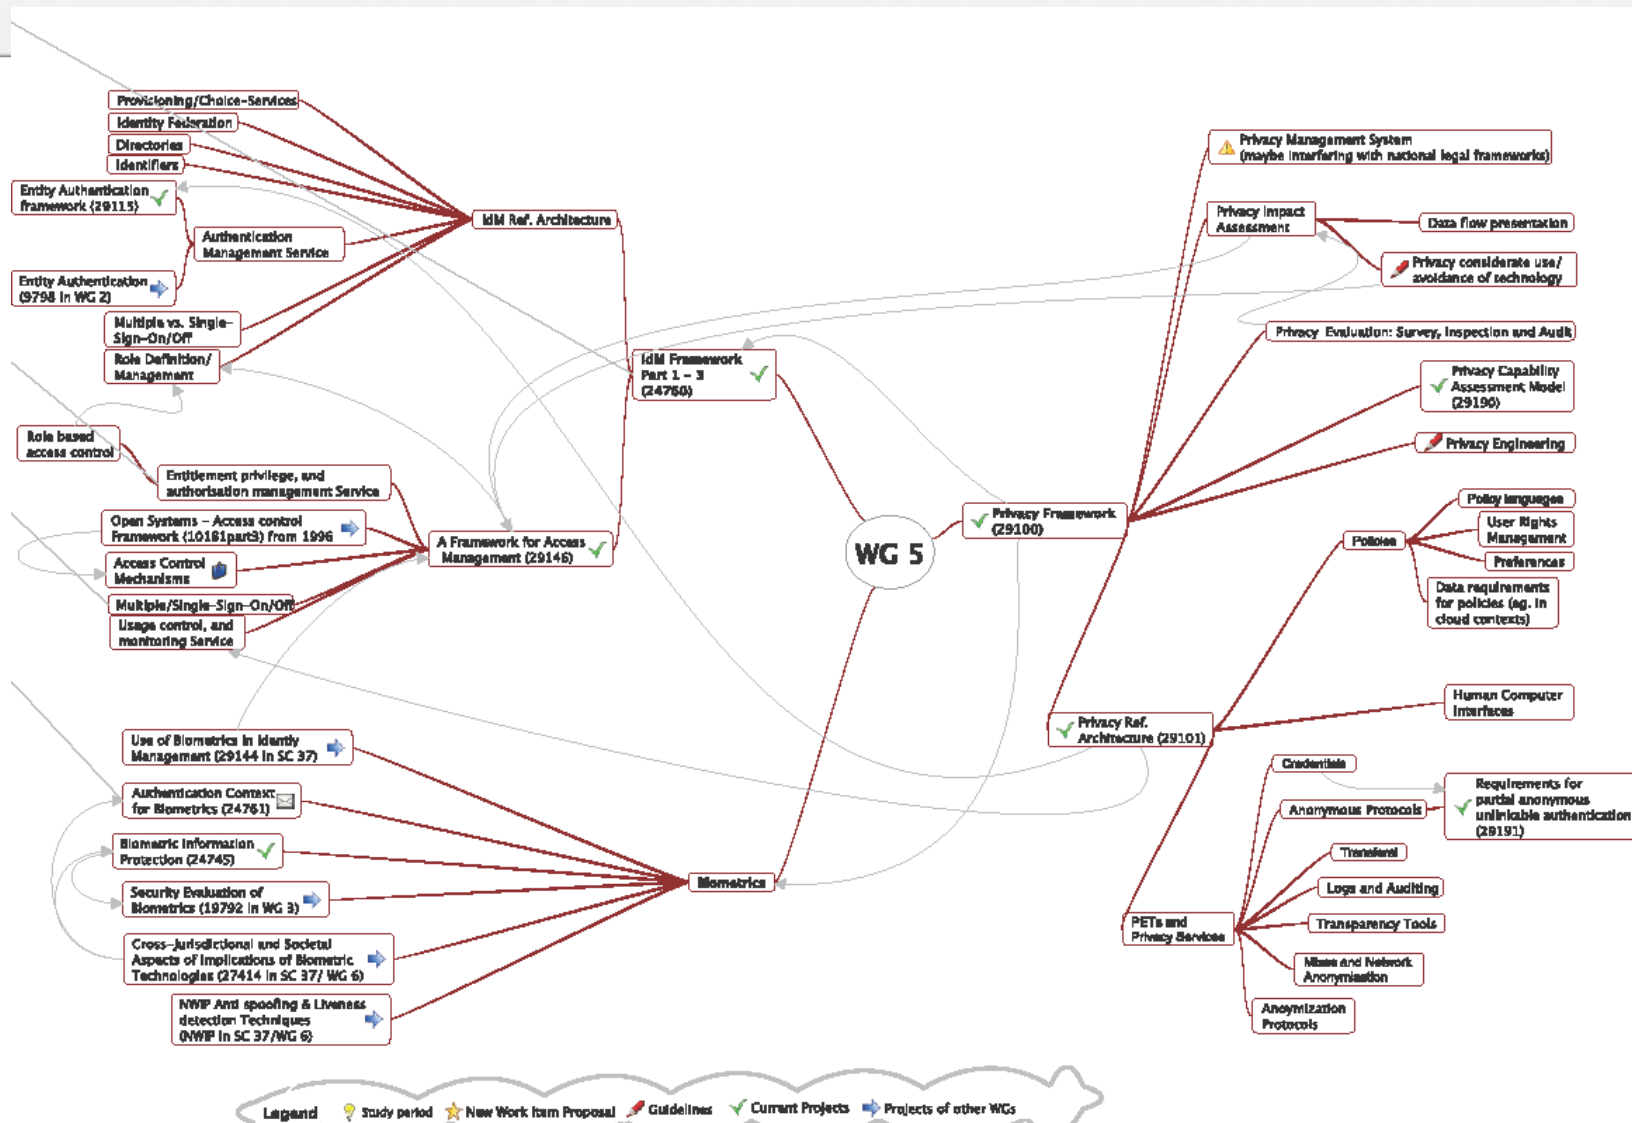 Provisioning/Choice-Services
Identity Federation
Directories
Identifiers
Entity Authentication
framework (29115)
Authentication
Management Service
Entity Authentication
(9798 in WG 2)
Multiple vs. Single-
Sign-On/Off
Role Definition/
Management
IdM Ref. Architecture
IdM Framework
Part 1 - 3
(24760)
Role based
access control
Entitlement privilege, and
authorisation management Service
Open Systems - Access control
Framework (10181part3) from 1996
Access Control
Mechanisms
Multiple/Single-Sign-On/Off
Usage control, and
monitoring Service
A Framework for Access
Management (29146)
WG 5
Use of Biometrics in Identiy
Management (29144 in SC 37)
Authentication Context
for Biometrics (24761)
Biometric Information
Protection (24745)
Security Evaluation of
Biometrics (19792 in WG 3)
Cross-Jurisdictional and Societal
Aspects of Implications of Biometric
Technologies (27414 in SC 37/ WG 6)
NWIP Anti spoofing & Liveness
detection Techniques
(NWIP in SC 37/WG 6)
Biometrics
Privacy Framework
(29100)
Privacy Management System
(maybe interfering with national legal frameworks)
Privacy Impact
Assessment
Data flow presentation
Privacy considerate use/
avoidance of technology
Privacy Evaluation: Survey, Inspection and Audit
Privacy Capability
Assessment Model
(29190)
Privacy Engineering
Policies
Policy languages
User Rights
Management
Preferences
Data requirements
for policies (eg. in
cloud contexts)
Privacy Ref.
Architecture (29101)
Human Computer
Interfaces
Credentials
Anonymous Protocols
Requirements for
partial anonymous
unlinkable authentication
(29191)
Transferal
Logs and Auditing
PETs and
Privacy Services
Transparency Tools
Mixes and Network
Anonymisation
Anoymization
Protocols
Legend
Study period
New Work Item Proposal
Guidelines
Current Projects
Projects of other WGs